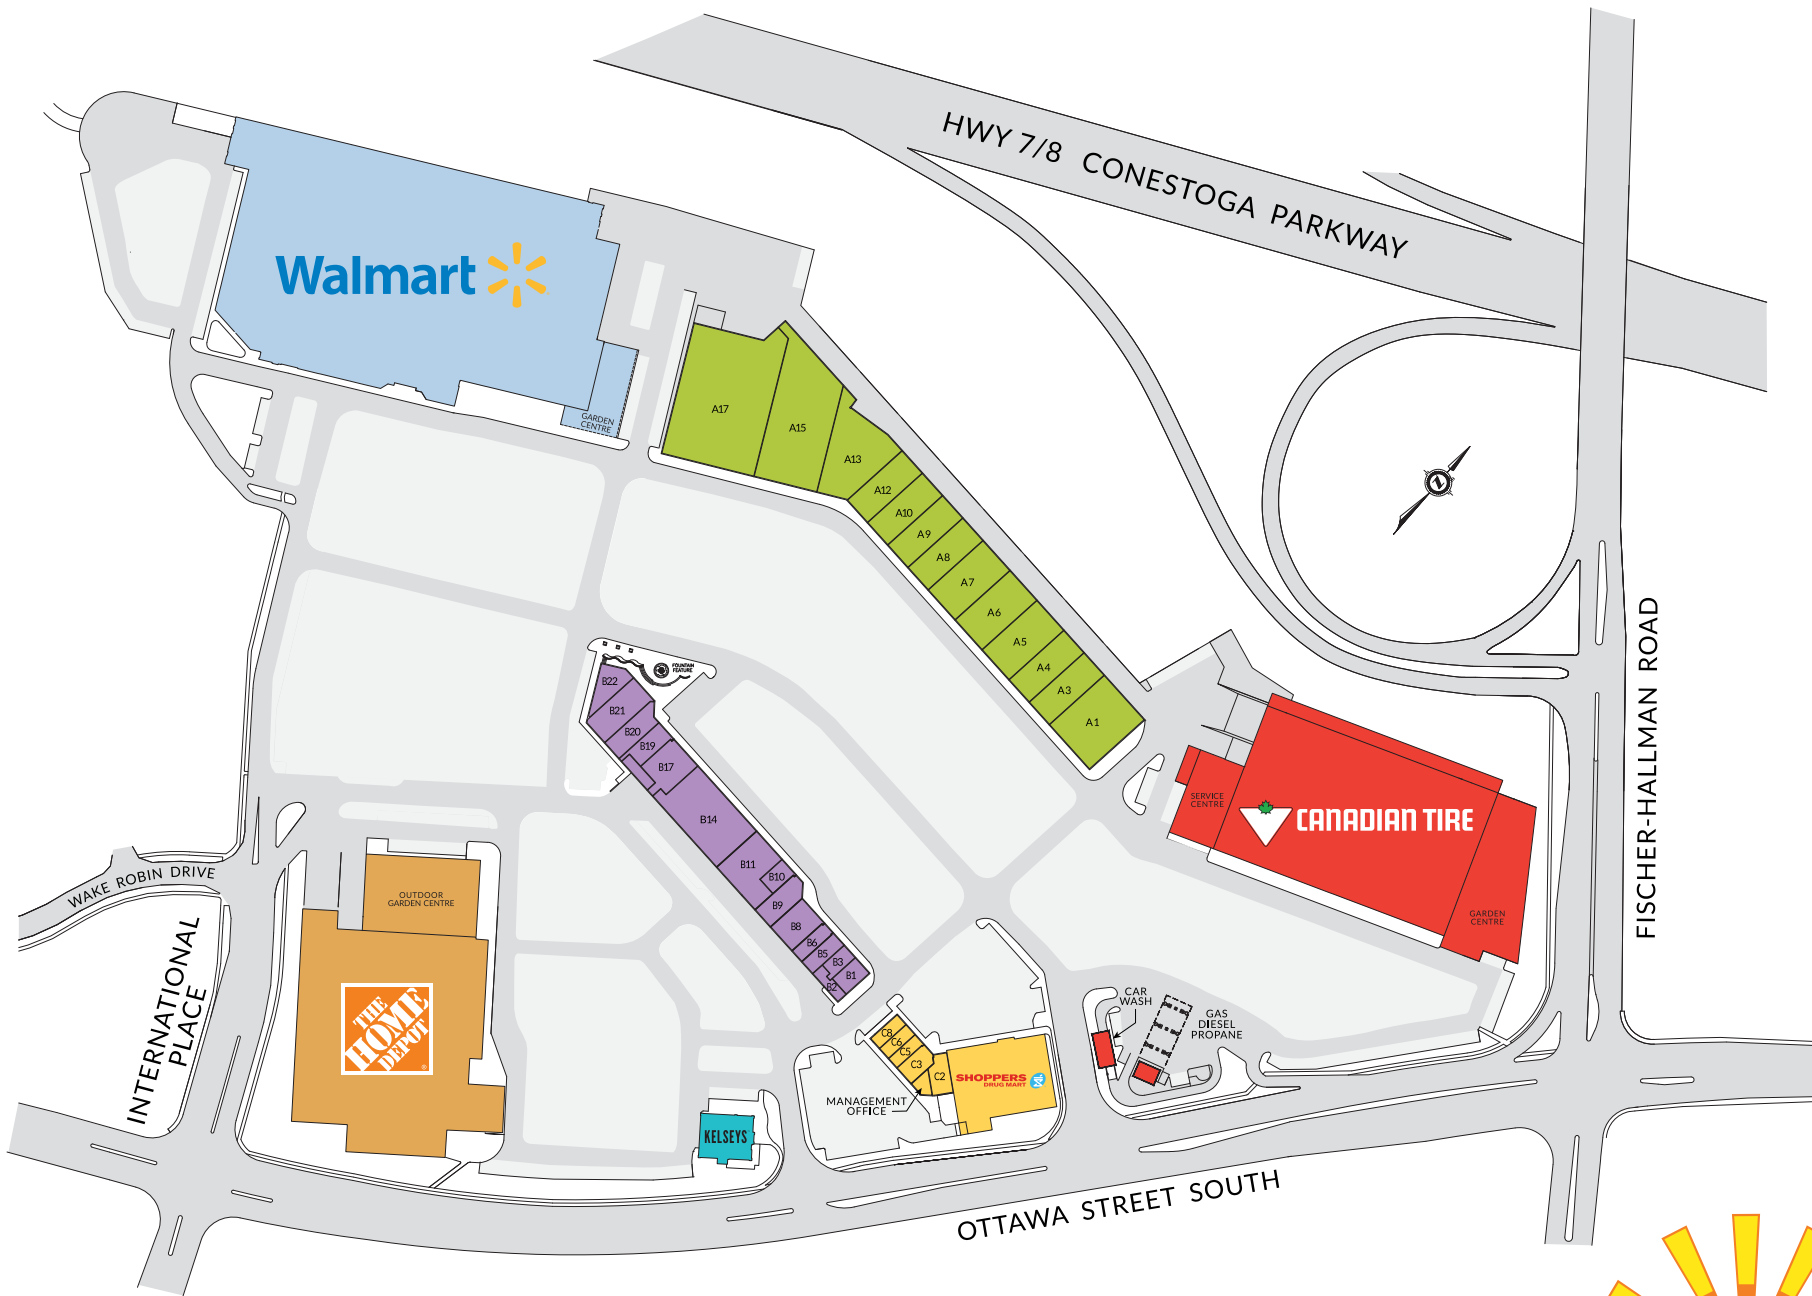 HWY 7/8 CONESTOGA PARKWAY
Walmart
GARDEN
CENTRE
A17
A15
A13
A12
A10
A9
A8
A7
A6
A5
A4
A3
A1
N
FISCHER-HALLMAN ROAD
FOUNTAIN
FEATURE
B22
B21
B20
B19
B17
B14
B11
B10
B9
B8
B6
B5
B3
B1
B2
SERVICE
CENTRE
CANADIAN TIRE
GARDEN
CENTRE
WAKE ROBIN DRIVE
OUTDOOR
GARDEN CENTRE
INTERNATIONAL
PLACE
THE
HOME
DEPOT
CAR
WASH
GAS
DIESEL
PROPANE
C8
C6
C5
C3
C2
SHOPPERS
DRUG MART
MANAGEMENT
OFFICE
KELSEYS
OTTAWA STREET SOUTH